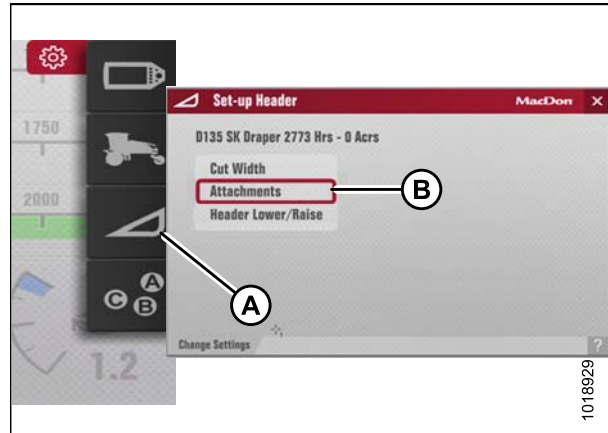 Set-up Header MacDon X
D135 SK Draper 2773 Hrs - 0 Acrs
Cut Width
Attachments
Header Lower/Raise
Change Settings ?
1750
2000
1.2
A
C B
A
B
1018929